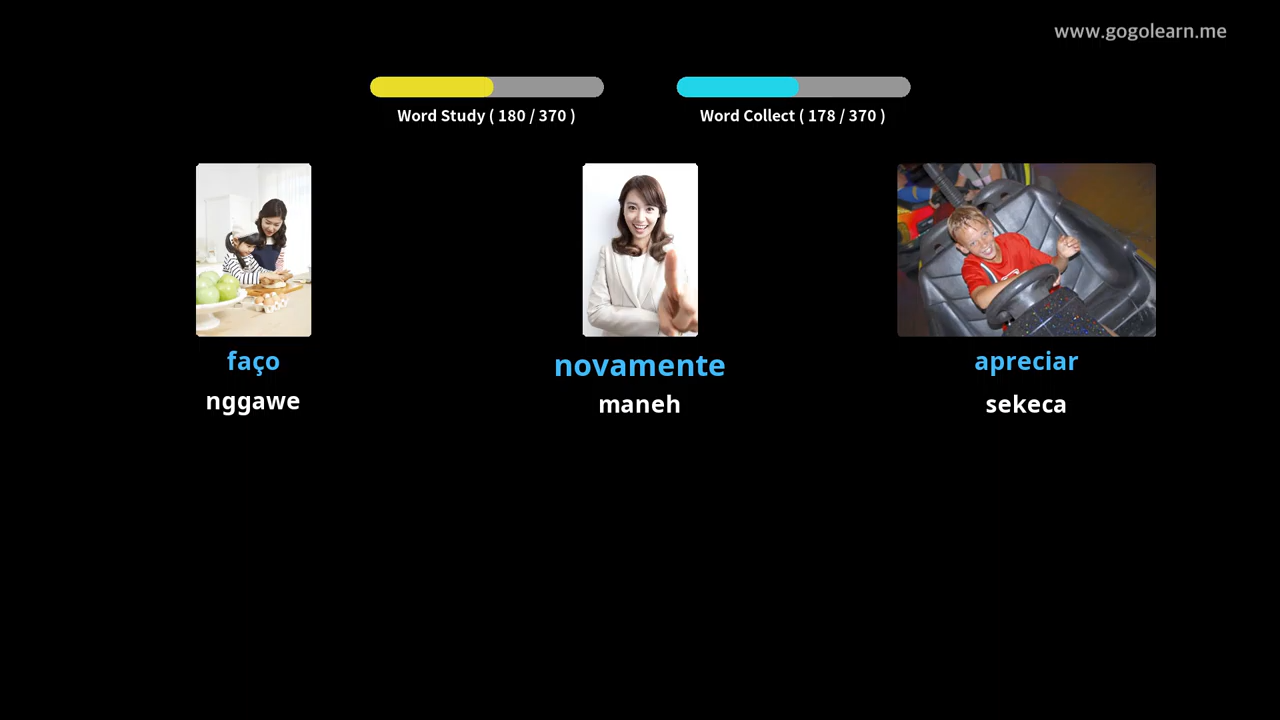 www.gogolearn.me
Word Study ( 180 / 370 )
Word Collect ( 178 / 370 )
faço
novamente
apreciar
nggawe
maneh
sekeca